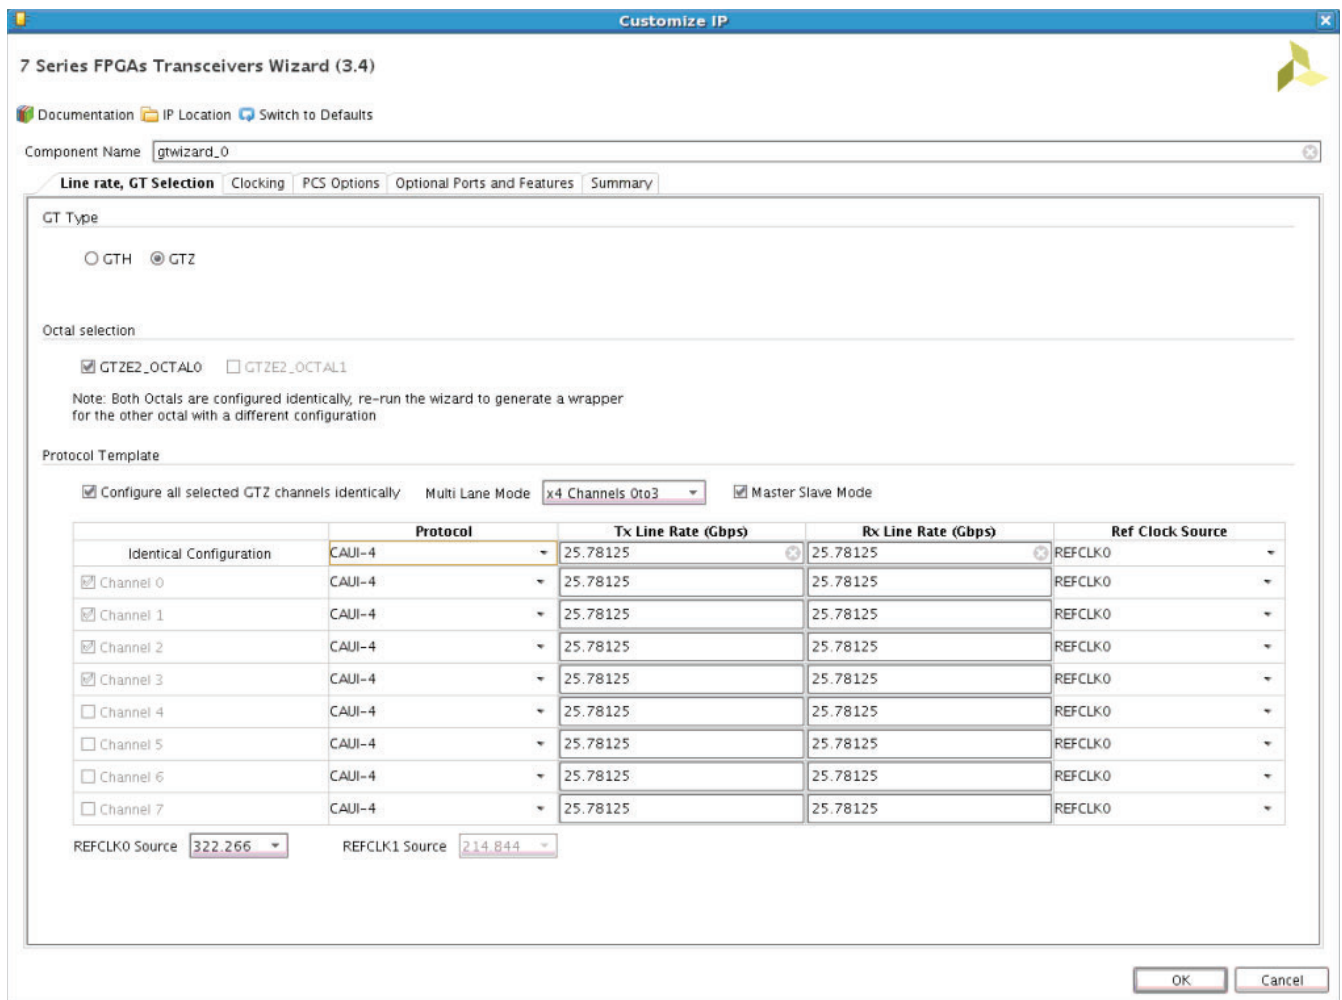 Customize IP
7 Series FPGAs Transceivers Wizard (3.4)
Documentation IP Location Switch to Defaults
Component Name gtwizard_0
Line rate, GT Selection Clocking PCS Options Optional Ports and Features Summary
GT Type
GTH GTZ
Octal selection
GTZE2_OCTAL0 GTZE2_OCTAL1
Note: Both Octals are configured identically, re-run the wizard to generate a wrapper
for the other octal with a different configuration
Protocol Template
Configure all selected GTZ channels identically Multi Lane Mode x4 Channels 0to3 Master Slave Mode
Protocol Tx Line Rate (Gbps) Rx Line Rate (Gbps) Ref Clock Source
Identical Configuration CAUI-4 25.78125 25.78125 REFCLK0
Channel 0 CAUI-4 25.78125 25.78125 REFCLK0
Channel 1 CAUI-4 25.78125 25.78125 REFCLK0
Channel 2 CAUI-4 25.78125 25.78125 REFCLK0
Channel 3 CAUI-4 25.78125 25.78125 REFCLK0
Channel 4 CAUI-4 25.78125 25.78125 REFCLK0
Channel 5 CAUI-4 25.78125 25.78125 REFCLK0
Channel 6 CAUI-4 25.78125 25.78125 REFCLK0
Channel 7 CAUI-4 25.78125 25.78125 REFCLK0
REFCLK0 Source 322.266 REFCLK1 Source 214.844
OK Cancel